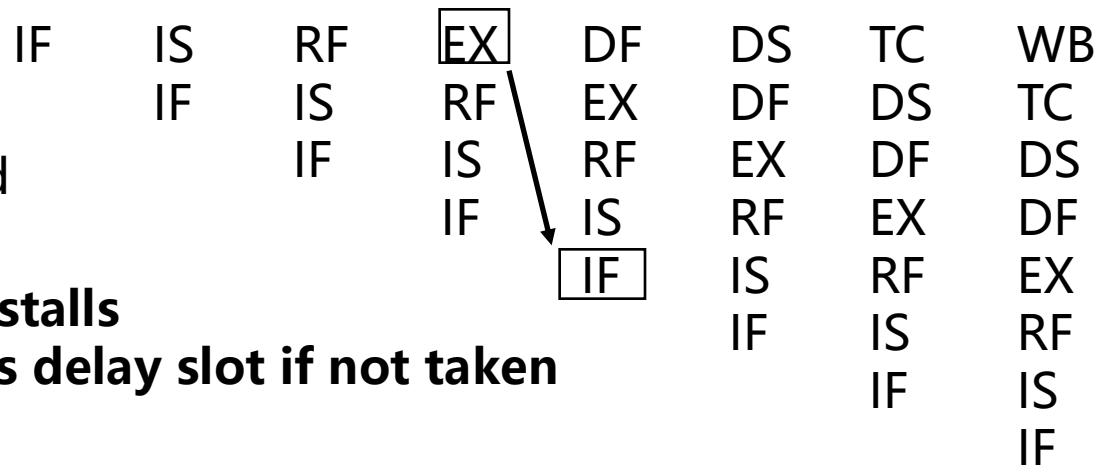 IF IS RF EX DF DS TC WB
IF IS RF EX DF DS TC
IF IS RF EX DF DS
IF IS RF EX DF
IF IS RF EX
stalls
IF IS RF
s delay slot if not taken
IF IS
IF